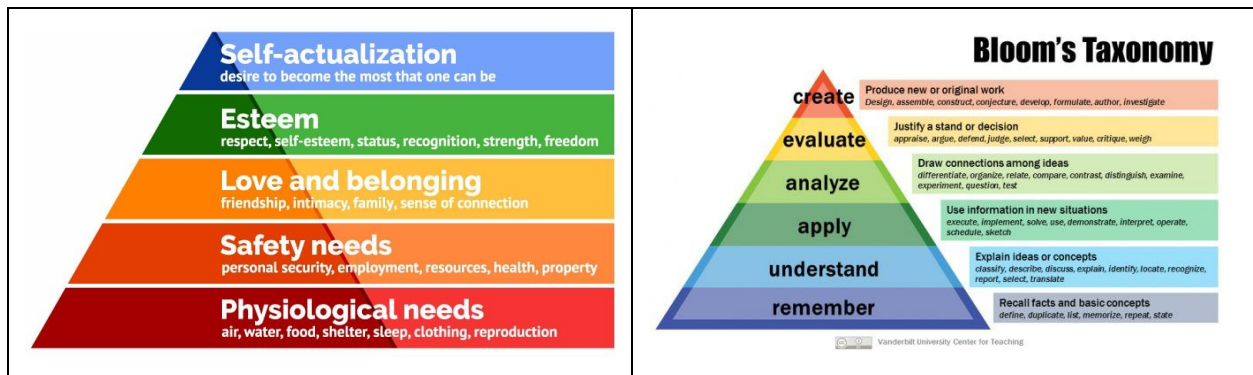 Self-actualization
desire to become the most that one can be
Esteem
respect, self-esteem, status, recognition, strength, freedom
Love and belonging
friendship, intimacy, family, sense of connection
Safety needs
personal security, employment, resources, health, property
Physiological needs
air, water, food, shelter, sleep, clothing, reproduction
Bloom's Taxonomy
create
Produce new or original work
Design, assemble, construct, conjecture, develop, formulate, author, investigate
evaluate
Justify a stand or decision
appraise, argue, defend, judge, select, support, value, critique, weigh
analyze
Draw connections among ideas
differentiate, organize, relate, compare, contrast, distinguish, examine,
experiment, question, test
apply
Use information in new situations
execute, implement, solve, use, demonstrate, interpret, operate,
schedule, sketch
understand
Explain ideas or concepts
classify, describe, discuss, explain, identify, locate, recognize,
report, select, translate
remember
Recall facts and basic concepts
define, duplicate, list, memorize, repeat, state
Vanderbilt University Center for Teaching